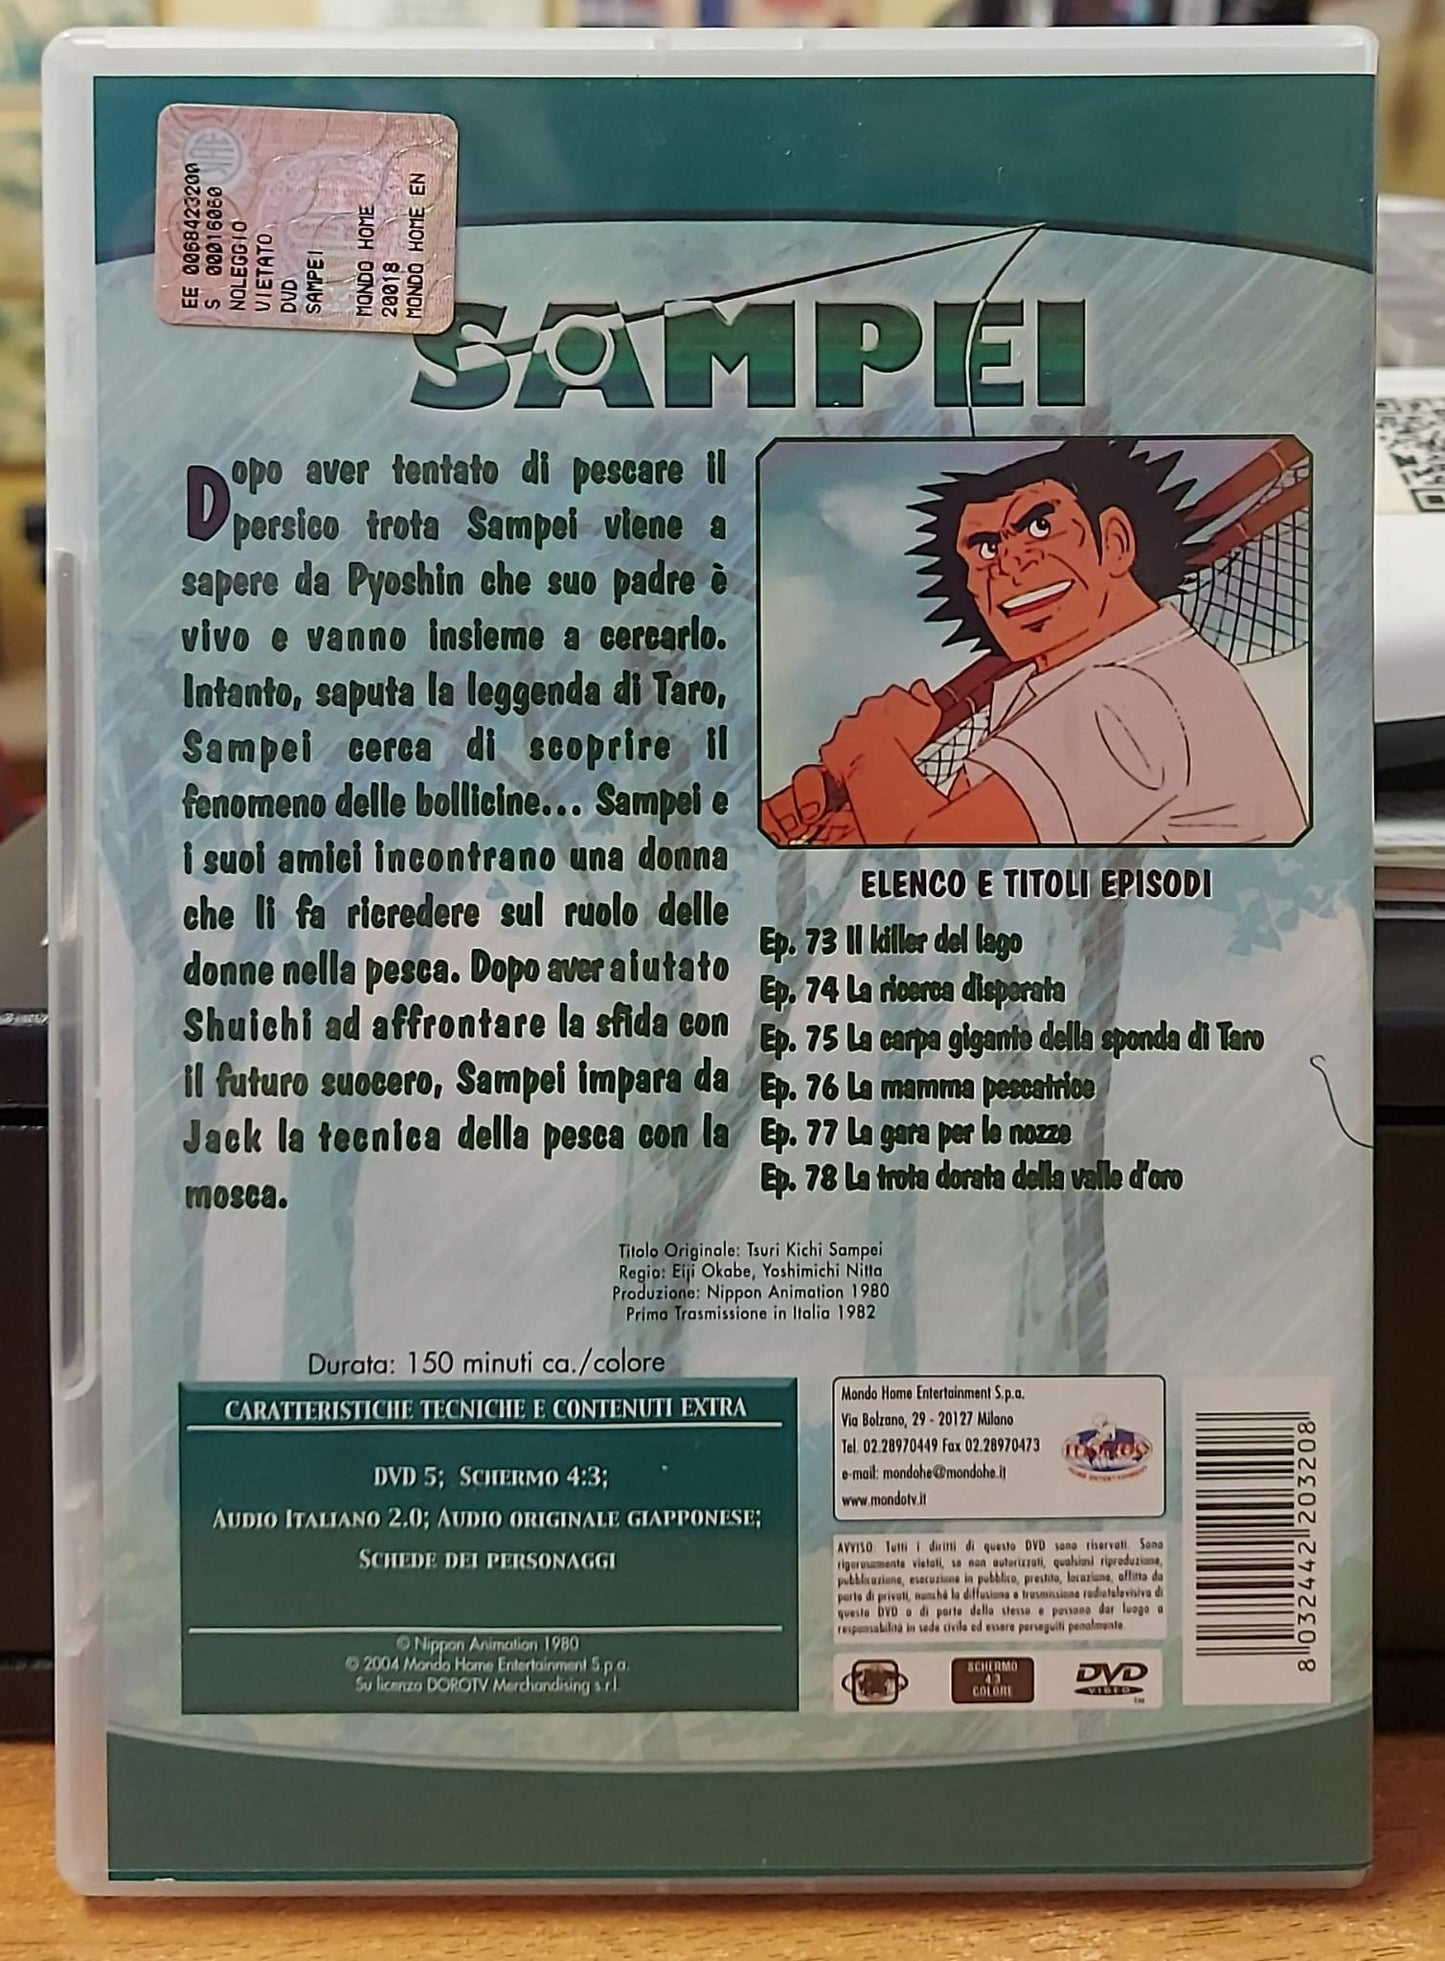 EE 0068423200
S 00016060
NOLEGGIO
VIETATO
DVD
SAMPEI
MONDO HOME
20018
MONDO HOME EN
SAMPEI
Dopo aver tentato di pescare il
persico trota Sampei viene a
sapere da Pyoshin che suo padre è
vivo e vanno insieme a cercarlo.
Intanto, saputa la leggenda di Taro,
Sampei cerca di scoprire il
fenomeno delle bollicine... Sampei e
i suoi amici incontrano una donna
che li fa ricredere sul ruolo delle
donne nella pesca. Dopo aver aiutato
Shuichi ad affrontare la sfida con
il futuro suocero, Sampei impara da
Jack la tecnica della pesca con la
mosca.
ELENCO E TITOLI EPISODI
Ep. 73 Il killer del lago
Ep. 74 La ricerca disperata
Ep. 75 La carpa gigante della sponda di Taro
Ep. 76 La mamma pescatrice
Ep. 77 La gara per le nozze
Ep. 78 La trota dorata della valle d'oro
Titolo Originale: Tsuri Kichi Sampei
Regia: Eiji Okabe, Yoshimichi Nitta
Produzione: Nippon Animation 1980
Prima Trasmissione in Italia 1982
Durata: 150 minuti ca./colore
CARATTERISTICHE TECNICHE E CONTENUTI EXTRA
DVD 5; SCHERMO 4:3;
AUDIO ITALIANO 2.0; AUDIO ORIGINALE GIAPPONESE;
SCHEDE DEI PERSONAGGI
© Nippon Animation 1980
© 2004 Mondo Home Entertainment S.p.a.
Su licenza DOROTV Merchandising s.r.l.
Mondo Home Entertainment S.p.a.
Via Bolzano, 29 - 20127 Milano
Tel. 02.28970449 Fax 02.28970473
e-mail: mondohe@mondohe.it
www.mondotv.it
MONDO
HOME ENTERTAINMENT
AVVISO: Tutti i diritti di questo DVD sono riservati. Sono
rigorosamente vietati, se non autorizzati, qualsiasi riproduzione,
pubblicazione, esecuzione in pubblico, prestito, locazione, affitto da
parte di privati, nonché la diffusione e trasmissione radiotelevisiva di
questo DVD o di parte dello stesso e possono dar luogo a
responsabilità in sede civile ed essere perseguiti penalmente.
SCHERMO
4:3
COLORE
DVD
VIDEO
TM
8 032442 203208